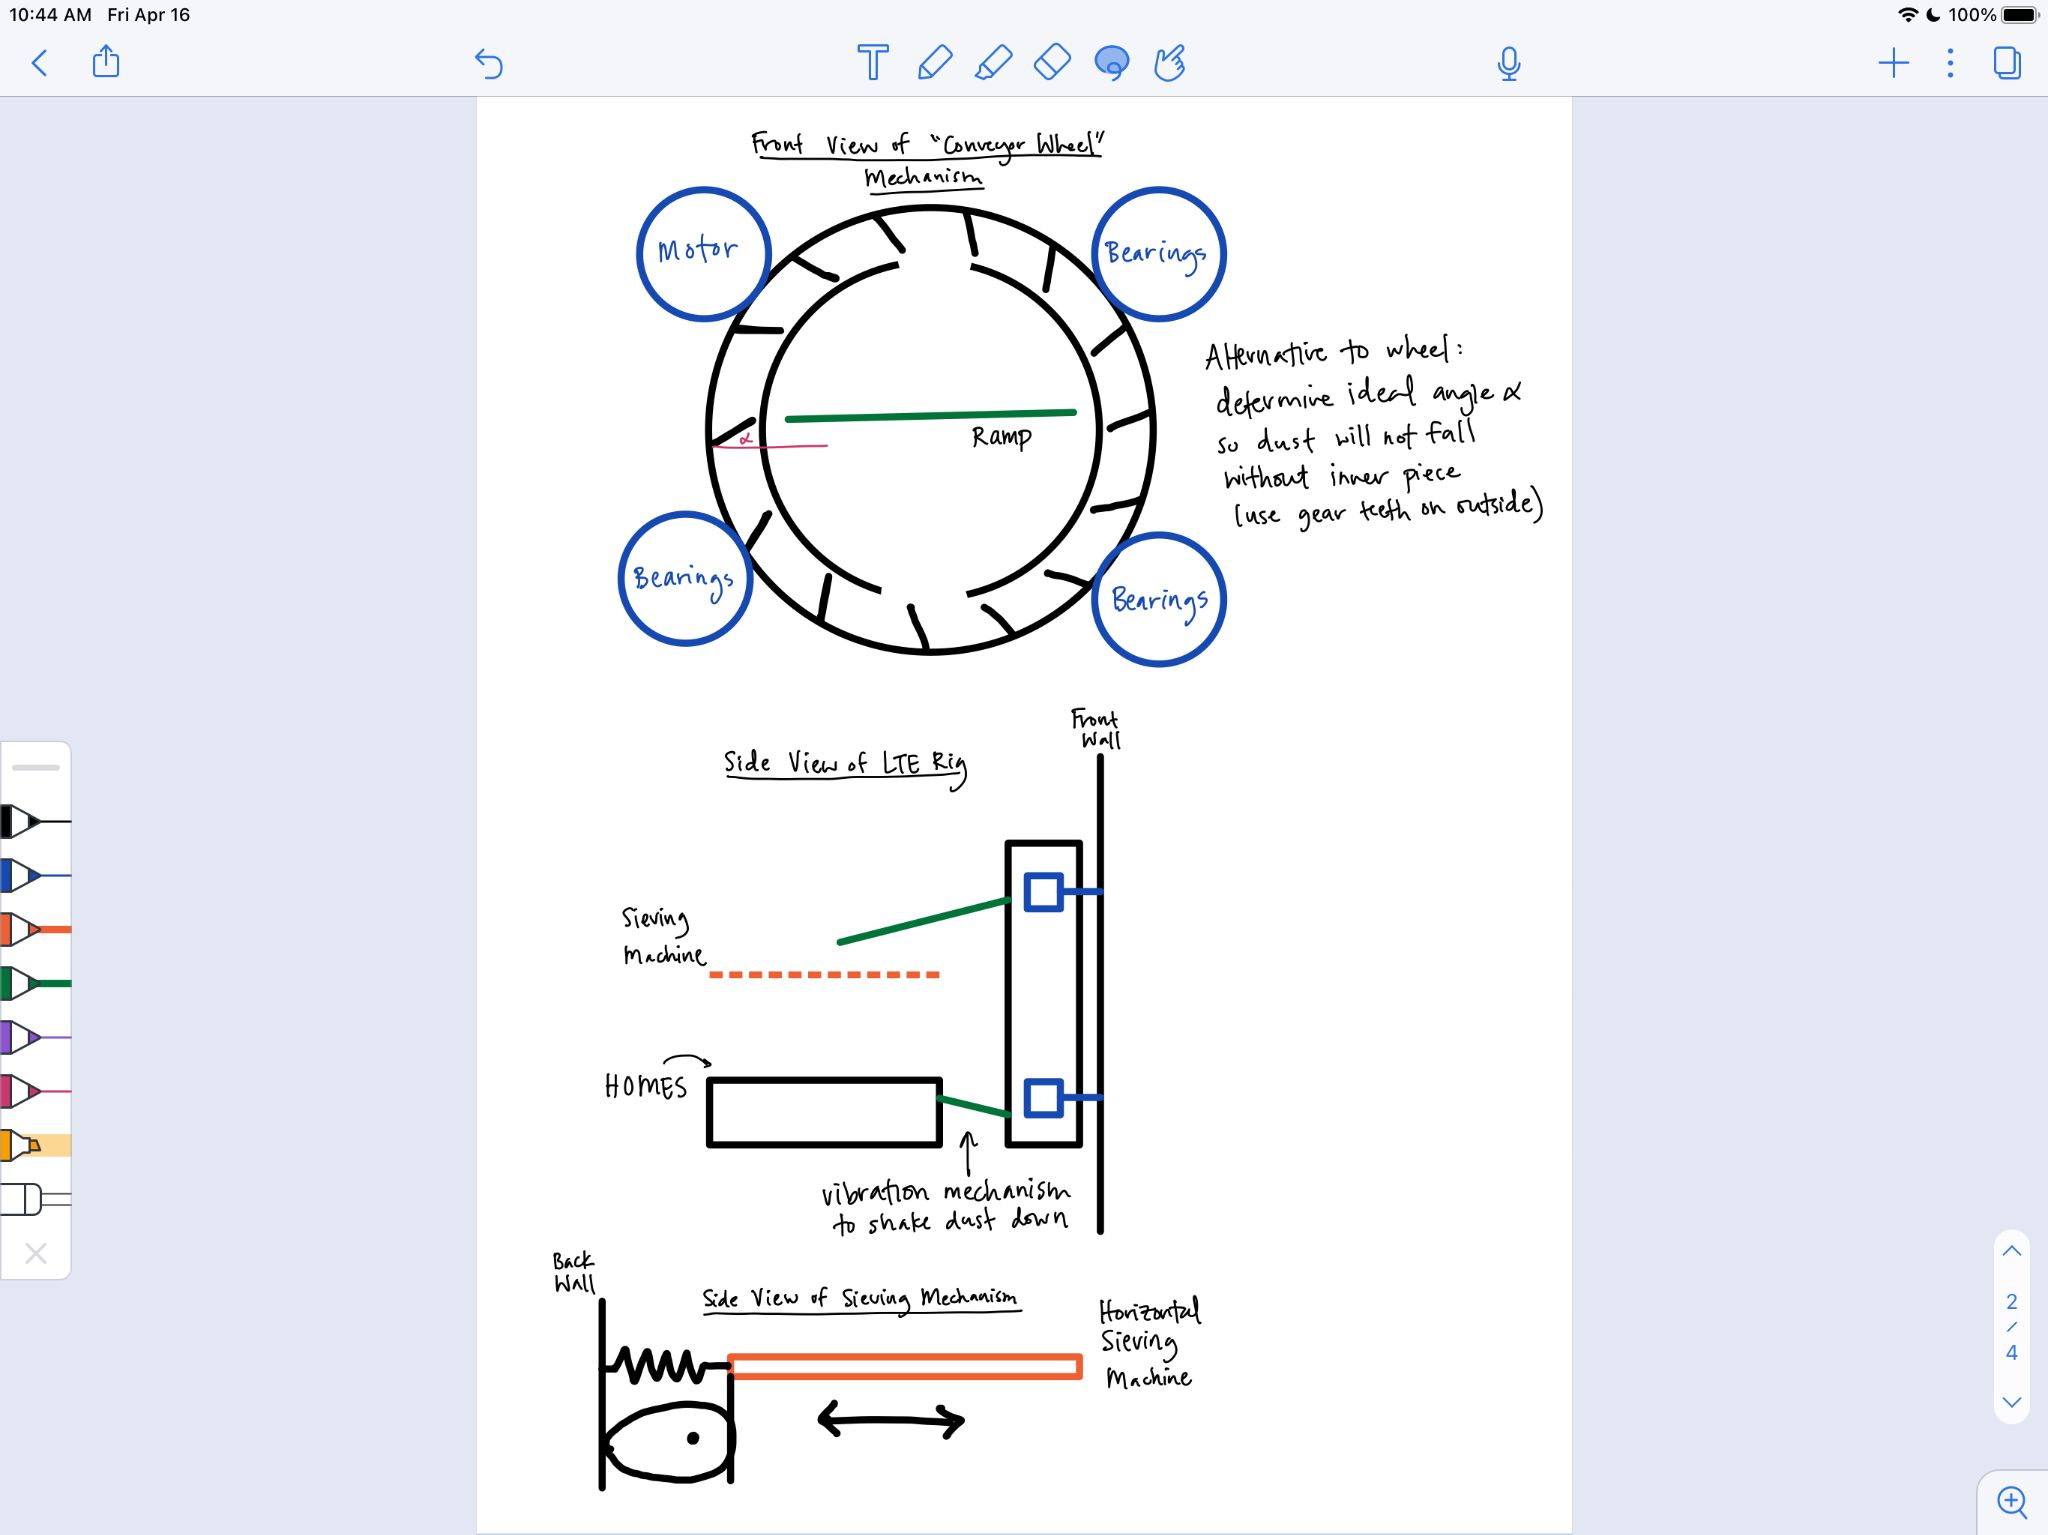 10:44 AM Fri Apr 16
100%
Front View of "Conveyor Wheel"
Mechanism
Motor
Bearings
Alternative to wheel:
determine ideal angle α
so dust will not fall
without inner piece
(use gear teeth on outside)
α
Ramp
Bearings
Bearings
Front
Wall
Side View of LTE Rig
Sieving
Machine
HOMES
vibration mechanism
to shake dust down
Back
Wall
Side View of Sieving Mechanism
Horizontal
Sieving
Machine
2
/
4